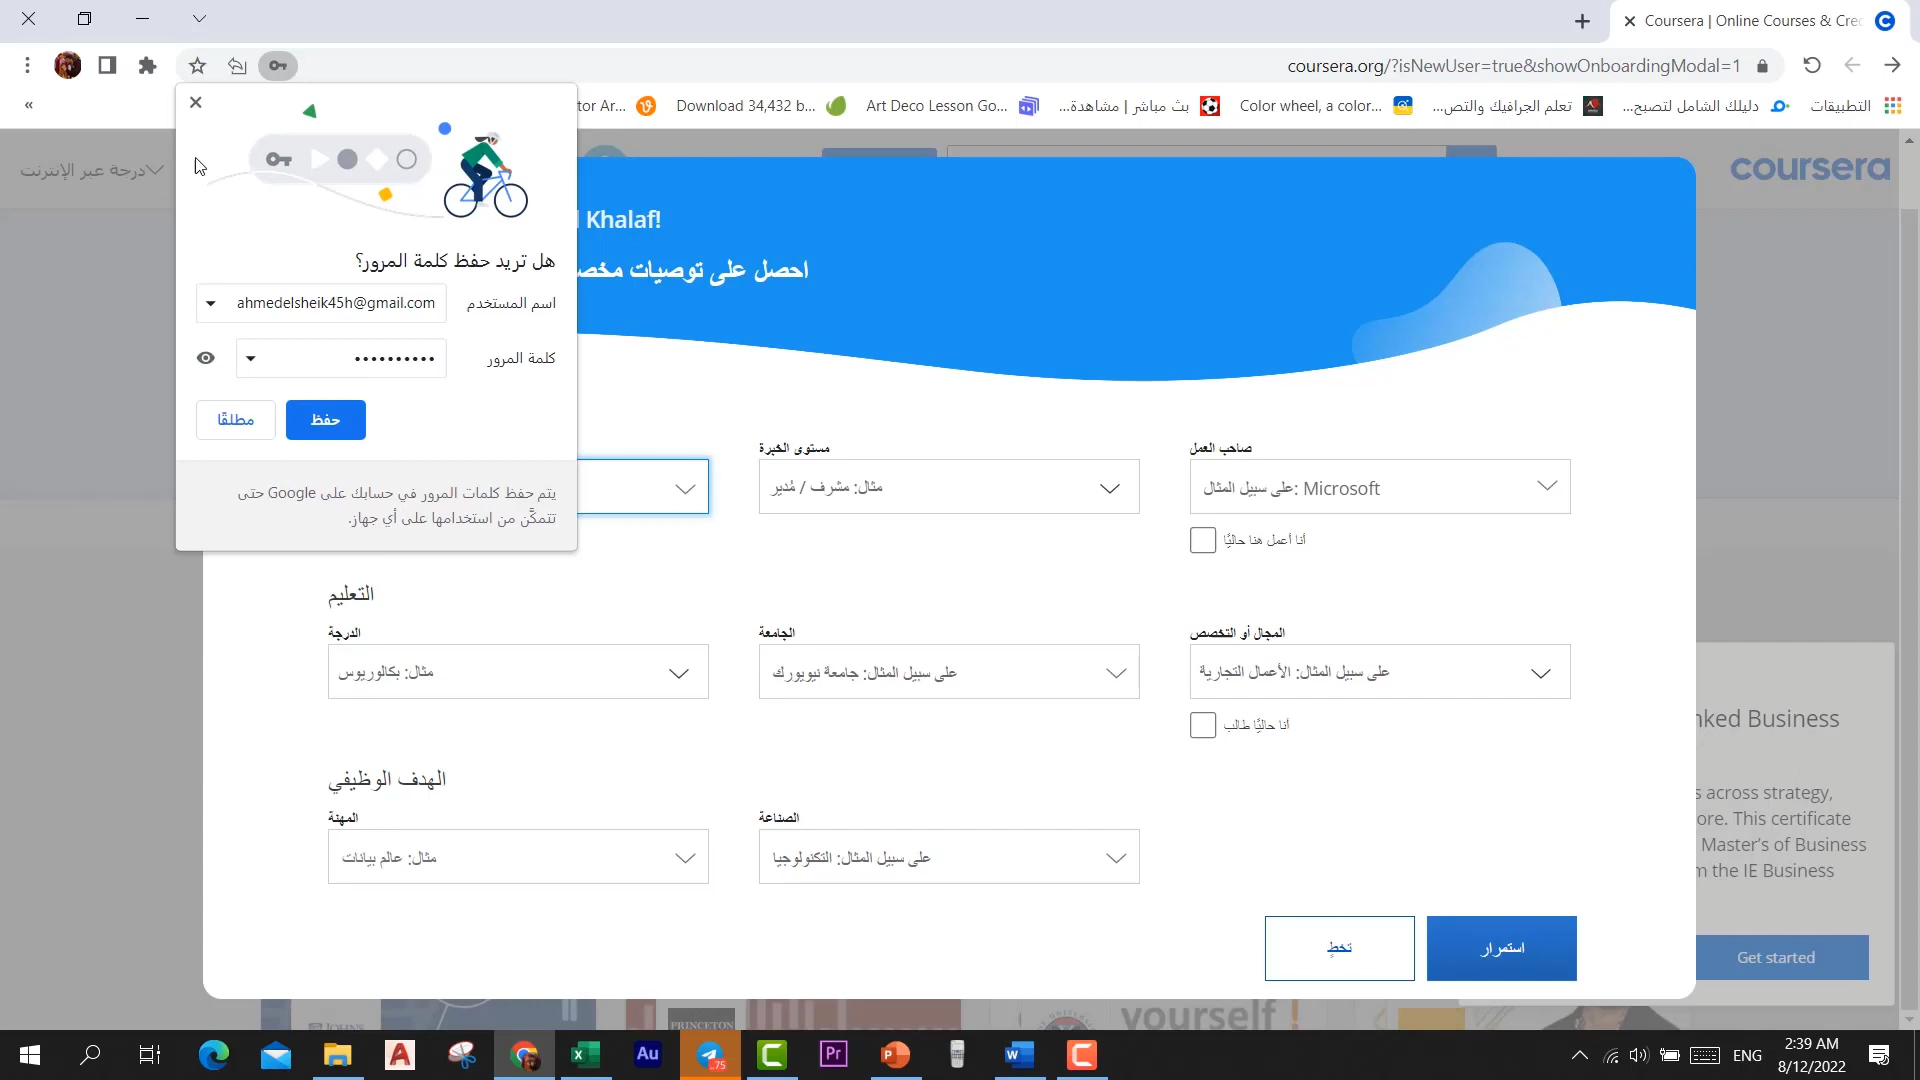 Coursera | Online Courses & Cre
coursera.org/?isNewUser=true&showOnboardingModal=1
التطبيقات
دليلك الشامل لتصبح...
تعلم الجرافيك والتص...
Color wheel, a color...
بث مباشر | مشاهدة...
Art Deco Lesson Go...
Download 34,432 b...
tor Ar...
«
coursera
درجة عبر الإنترنت
Khalaf!
احصل على توصيات
هل تريد حفظ كلمة المرور؟
اسم المستخدم
ahmedelsheik45h@gmail.com
كلمة المرور
••••••••••
حفظ
مطلقًا
يتم حفظ كلمات المرور في حسابك على Google حتى
تتمكَّن من استخدامها على أي جهاز.
صاحب العمل
على سبيل المثال: Microsoft
أنا أعمل هنا حاليًا
مستوى الخبرة
مثال: مشرف / مُدير
التعليم
الدرجة
مثال: بكالوريوس
الجامعة
على سبيل المثال: جامعة نيويورك
المجال أو التخصص
على سبيل المثال: الأعمال التجارية
أنا حاليًا طالب
الهدف الوظيفي
المهنة
مثال: عالم بيانات
الصناعة
على سبيل المثال: التكنولوجيا
تخطٍ
استمرار
nked Business
s across strategy,
ore. This certificate
Master's of Business
m the IE Business
Get started
JOHNS
PRINCETON
yourself !
Au
.75
Pr
ENG
2:39 AM
8/12/2022